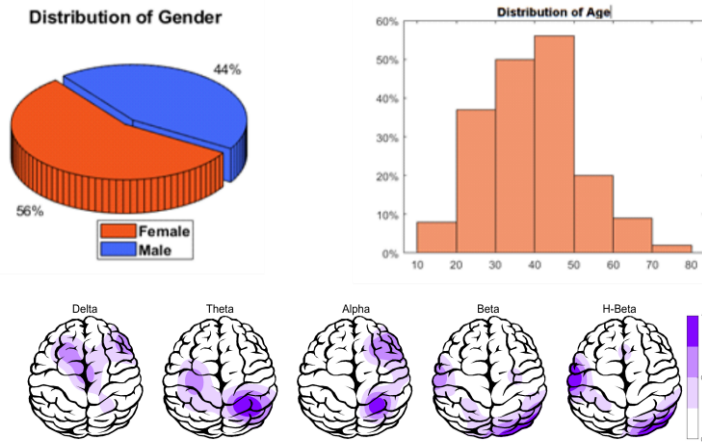 Distribution of Gender
44%
56%
Female
Male
Distribution of Age
60%
50%
40%
30%
20%
10%
0%
10 20 30 40 50 60 70 80
Delta Theta Alpha Beta H-Beta